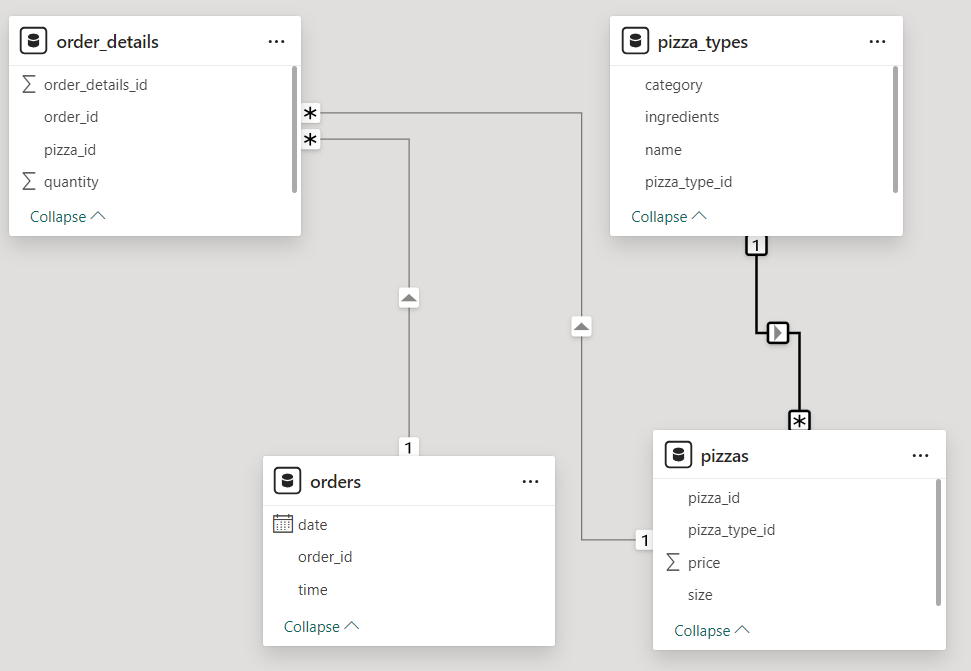 order_details
...
Σ order_details_id
order_id
pizza_id
Σ quantity
Collapse
*
*
pizza_types
...
category
ingredients
name
pizza_type_id
Collapse
1
*
1
orders
...
date
order_id
time
Collapse
1
pizzas
...
pizza_id
pizza_type_id
Σ price
size
Collapse